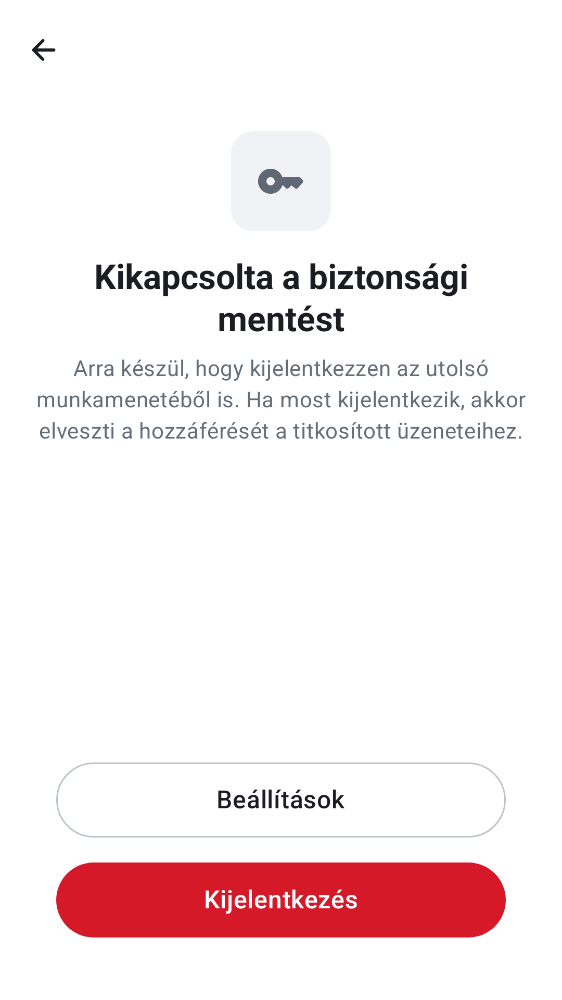 Kikapcsolta a biztonsági
mentést
Arra készül, hogy kijelentkezzen az utolsó
munkamenetéből is. Ha most kijelentkezik, akkor
elveszti a hozzáférését a titkosított üzeneteihez.
Beállítások
Kijelentkezés